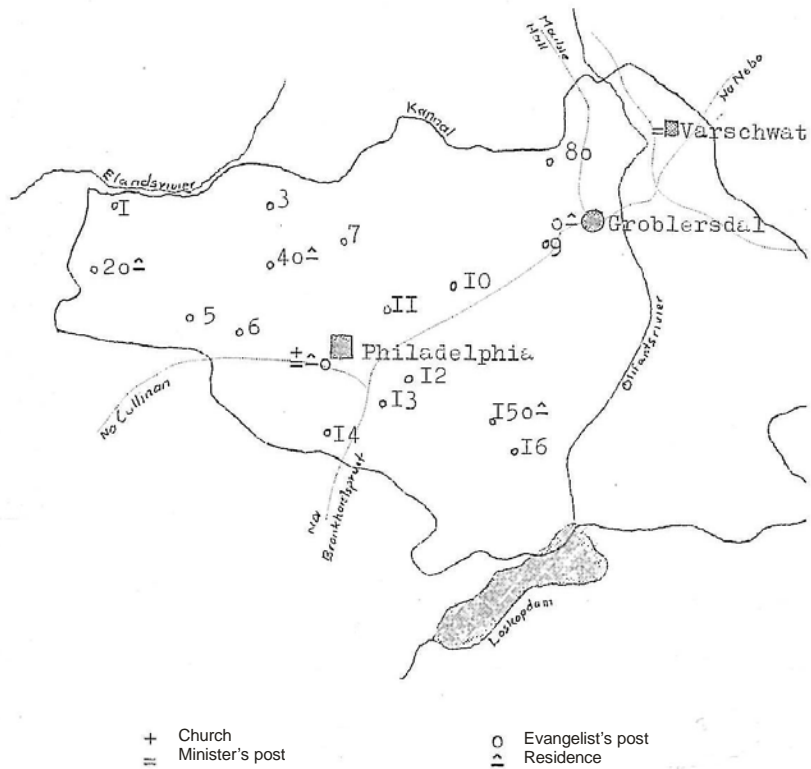 Marble
Hall
Na Nebo
Kannal
= Varschwat
8o
Elandsrivier
I
3
o ≙ Groblersdal
7
9
2o≙
4o≙
IO
II
5
6
+
=≙o Philadelphia
Olifantsrivier
I2
Na Cullinan
I3
I5o≙
I4
I6
Na
Bronkhorstspruit
Loskopdam
+ Church
= Minister's post
o Evangelist's post
≙ Residence